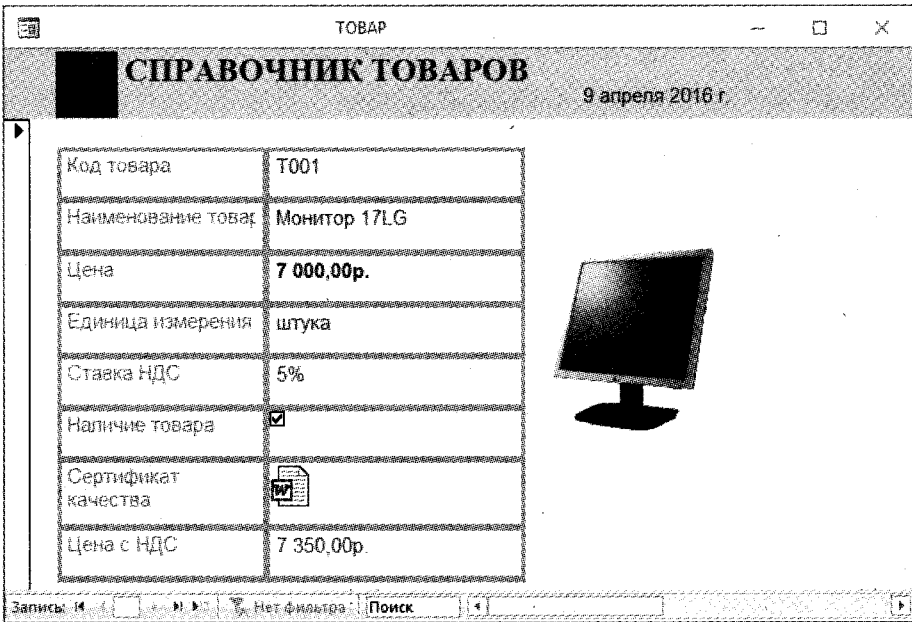 ТОВАР
СПРАВОЧНИК ТОВАРОВ
9 апреля 2016 г.
Код товара
T001
Наименование товар
Монитор 17LG
Цена
7 000,00р.
Единица измерения
штука
Ставка НДС
5%
Наличие товара
Сертификат
качества
W
Цена с НДС
7 350,00р.
Запись:
Нет фильтра
Поиск